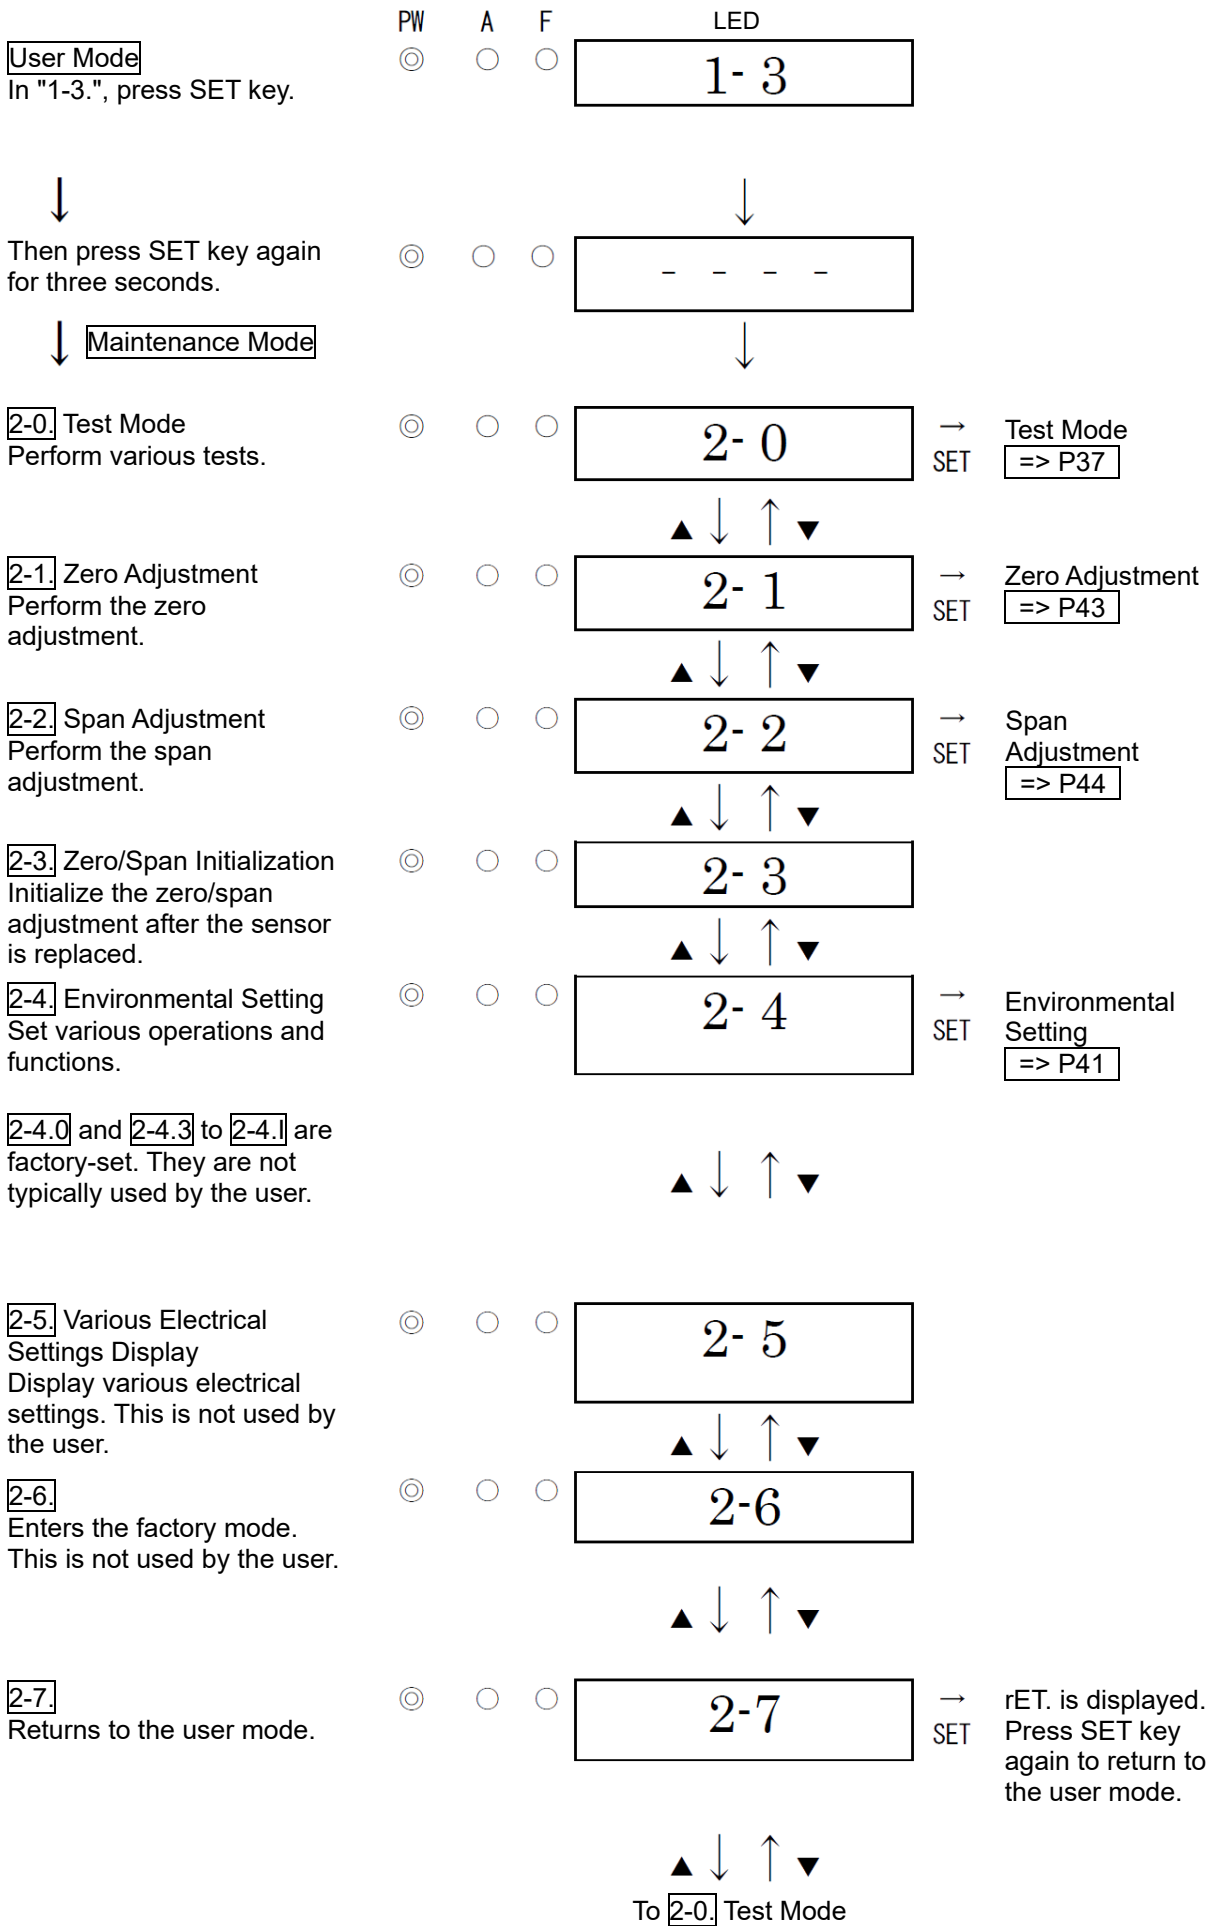 PW A F LED
User Mode
In "1-3.", press SET key.
◎ ○ ○ 1- 3
↓ ↓
Then press SET key again
for three seconds.
◎ ○ ○ - - - -
↓ Maintenance Mode ↓
2-0. Test Mode
Perform various tests.
◎ ○ ○ 2- 0
→
SET
Test Mode
=> P37
▲ ↓ ↑ ▼
2-1. Zero Adjustment
Perform the zero
adjustment.
◎ ○ ○ 2- 1
→
SET
Zero Adjustment
=> P43
▲ ↓ ↑ ▼
2-2. Span Adjustment
Perform the span
adjustment.
◎ ○ ○ 2- 2
→
SET
Span
Adjustment
=> P44
▲ ↓ ↑ ▼
2-3. Zero/Span Initialization
Initialize the zero/span
adjustment after the sensor
is replaced.
◎ ○ ○ 2- 3
▲ ↓ ↑ ▼
2-4. Environmental Setting
Set various operations and
functions.
◎ ○ ○ 2- 4
→
SET
Environmental
Setting
=> P41
2-4.0 and 2-4.3 to 2-4.I are
factory-set. They are not
typically used by the user.
▲ ↓ ↑ ▼
2-5. Various Electrical
Settings Display
Display various electrical
settings. This is not used by
the user.
◎ ○ ○ 2- 5
▲ ↓ ↑ ▼
2-6.
Enters the factory mode.
This is not used by the user.
◎ ○ ○ 2-6
▲ ↓ ↑ ▼
2-7.
Returns to the user mode.
◎ ○ ○ 2-7
→
SET
rET. is displayed.
Press SET key
again to return to
the user mode.
▲ ↓ ↑ ▼
To 2-0. Test Mode